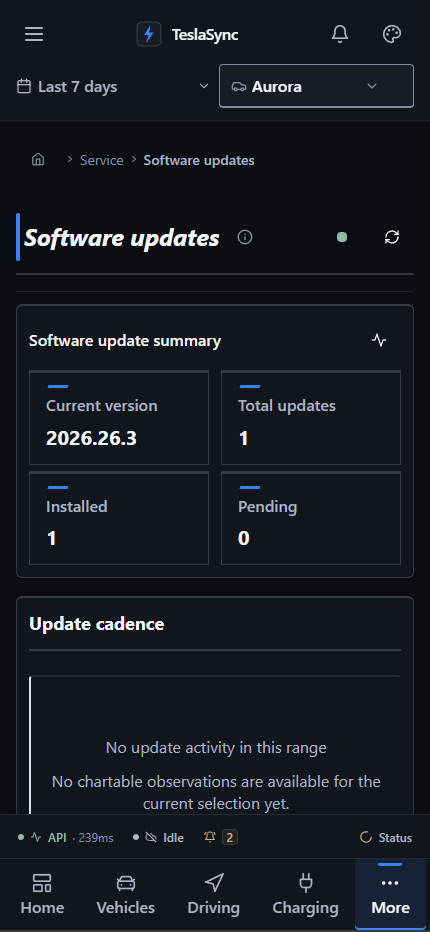 TeslaSync
Last 7 days
Aurora
Service
Software updates
Software updates
Software update summary
Current version
2026.26.3
Total updates
1
Installed
1
Pending
0
Update cadence
No update activity in this range
No chartable observations are available for the
current selection yet.
API · 239ms
Idle
2
Status
Home
Vehicles
Driving
Charging
More